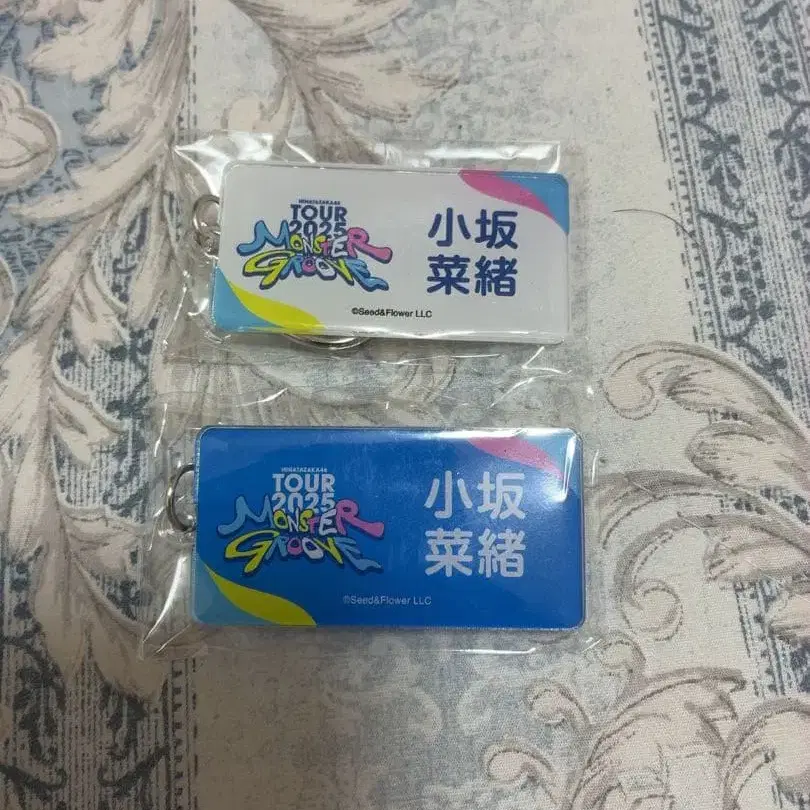 HINATAZAKA46
TOUR
2025
MONSTER
GROOVE
小坂
菜緒
©Seed&Flower LLC
HINATAZAKA46
TOUR
2025
MONSTER
GROOVE
小坂
菜緒
©Seed&Flower LLC